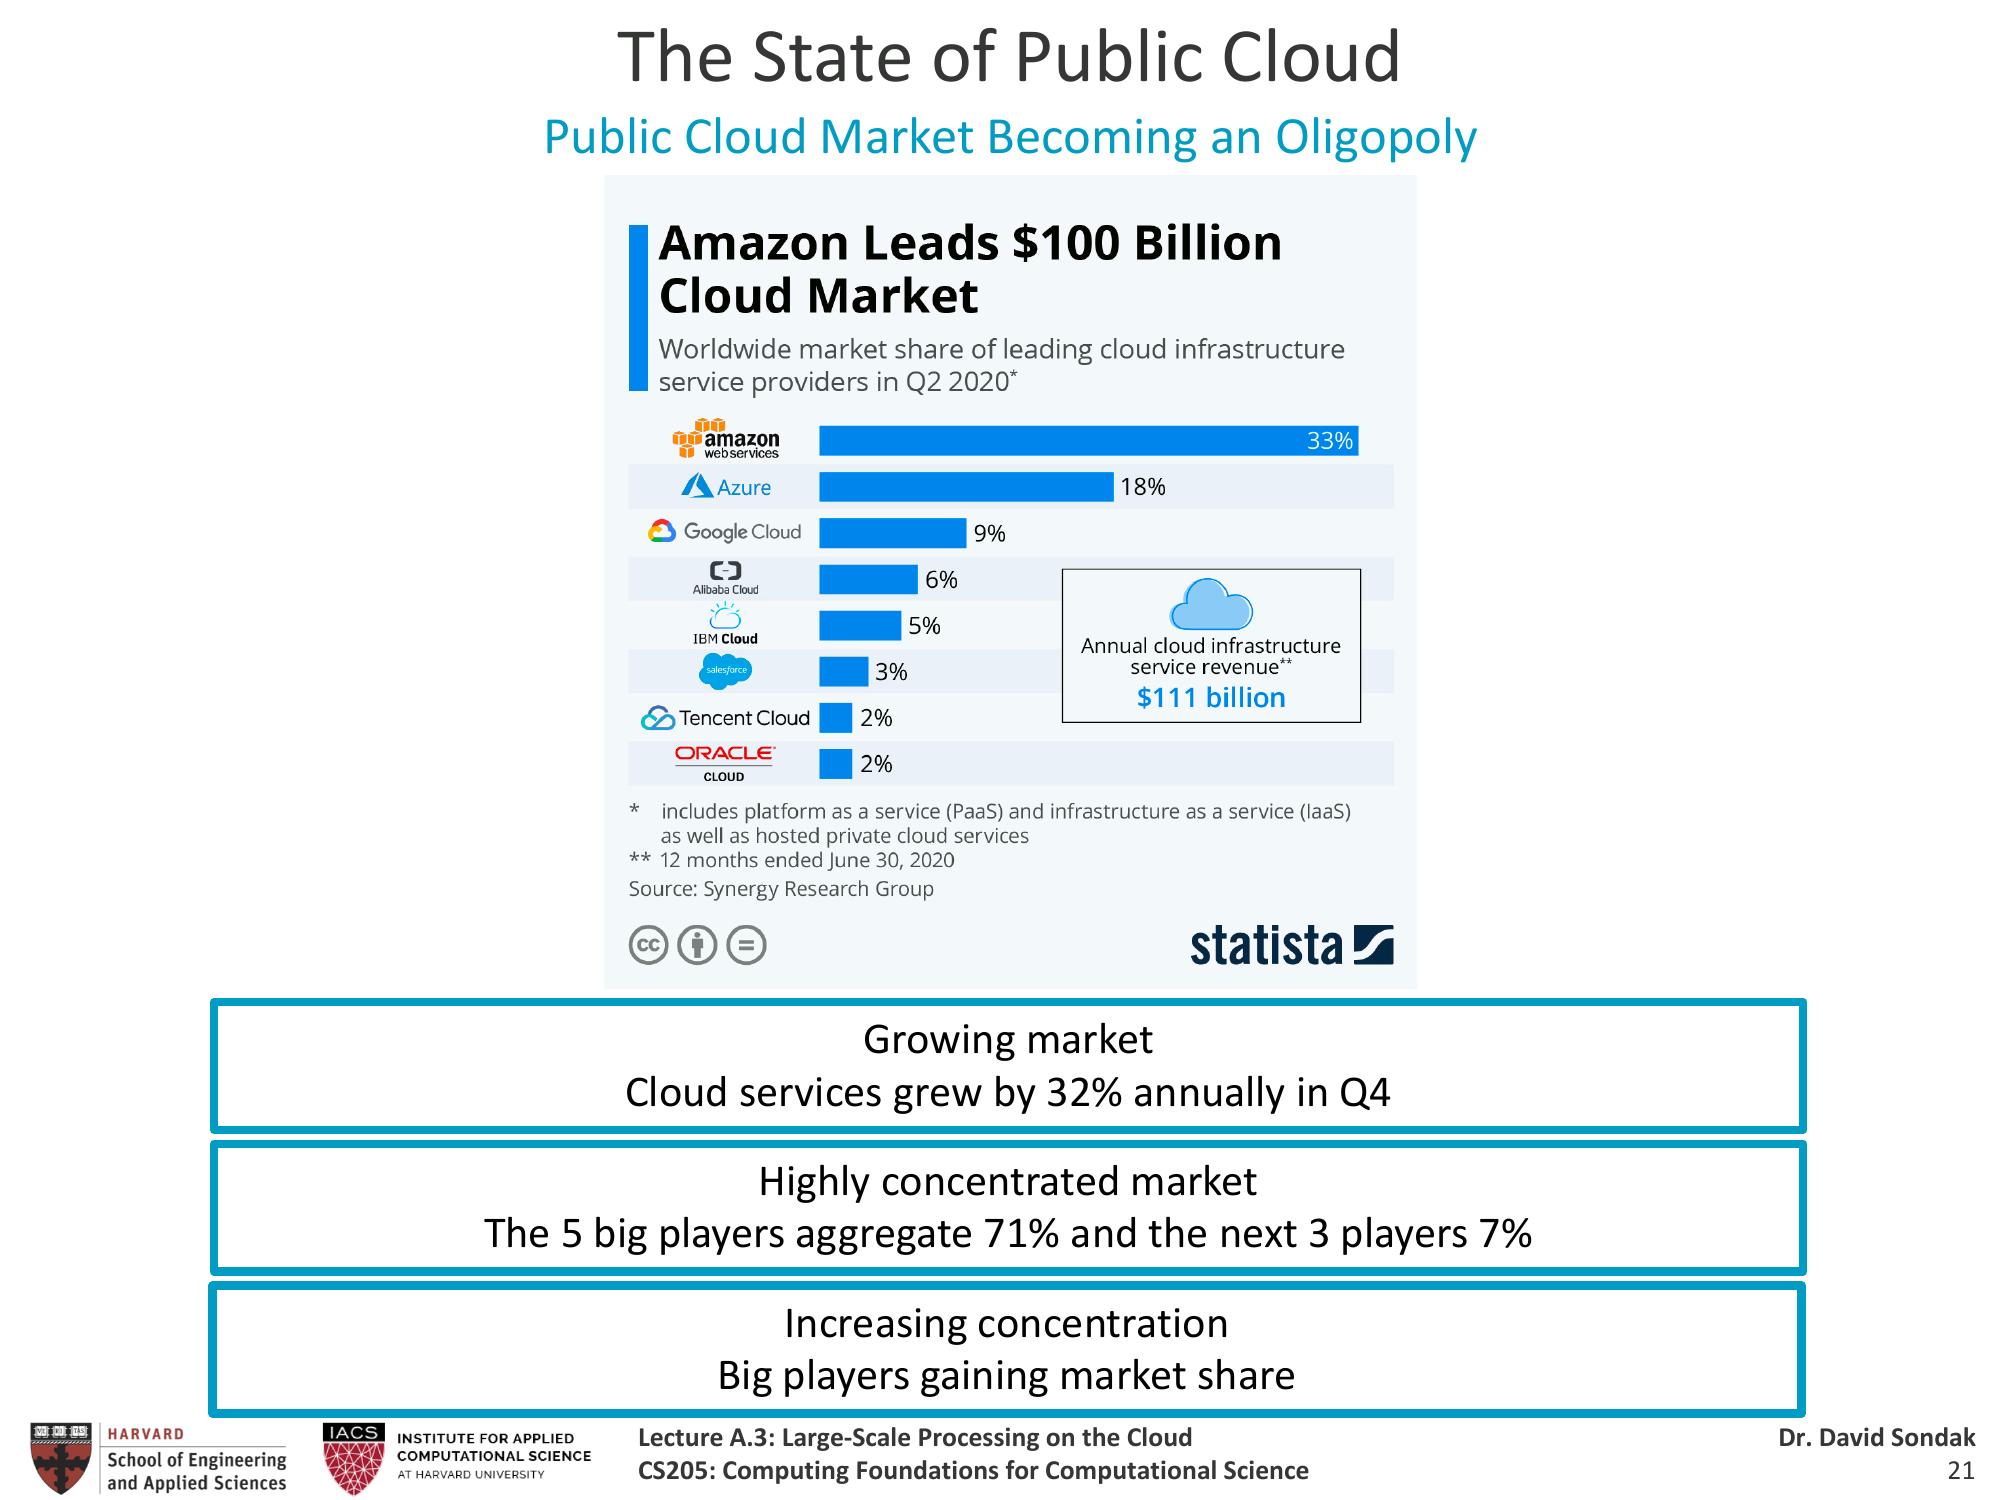 The State of Public Cloud
Public Cloud Market Becoming an Oligopoly
Amazon Leads $100 Billion
Cloud Market
Worldwide market share of leading cloud infrastructure
service providers in Q2 2020*
amazon
web services
33%
Azure
18%
Google Cloud
9%
Alibaba Cloud
6%
IBM Cloud
5%
salesforce
3%
Tencent Cloud
2%
ORACLE
CLOUD
2%
Annual cloud infrastructure
service revenue**
$111 billion
* includes platform as a service (PaaS) and infrastructure as a service (IaaS)
as well as hosted private cloud services
** 12 months ended June 30, 2020
Source: Synergy Research Group
cc
statista
Growing market
Cloud services grew by 32% annually in Q4
Highly concentrated market
The 5 big players aggregate 71% and the next 3 players 7%
Increasing concentration
Big players gaining market share
HARVARD
School of Engineering
and Applied Sciences
IACS
INSTITUTE FOR APPLIED
COMPUTATIONAL SCIENCE
AT HARVARD UNIVERSITY
Lecture A.3: Large-Scale Processing on the Cloud
CS205: Computing Foundations for Computational Science
Dr. David Sondak
21